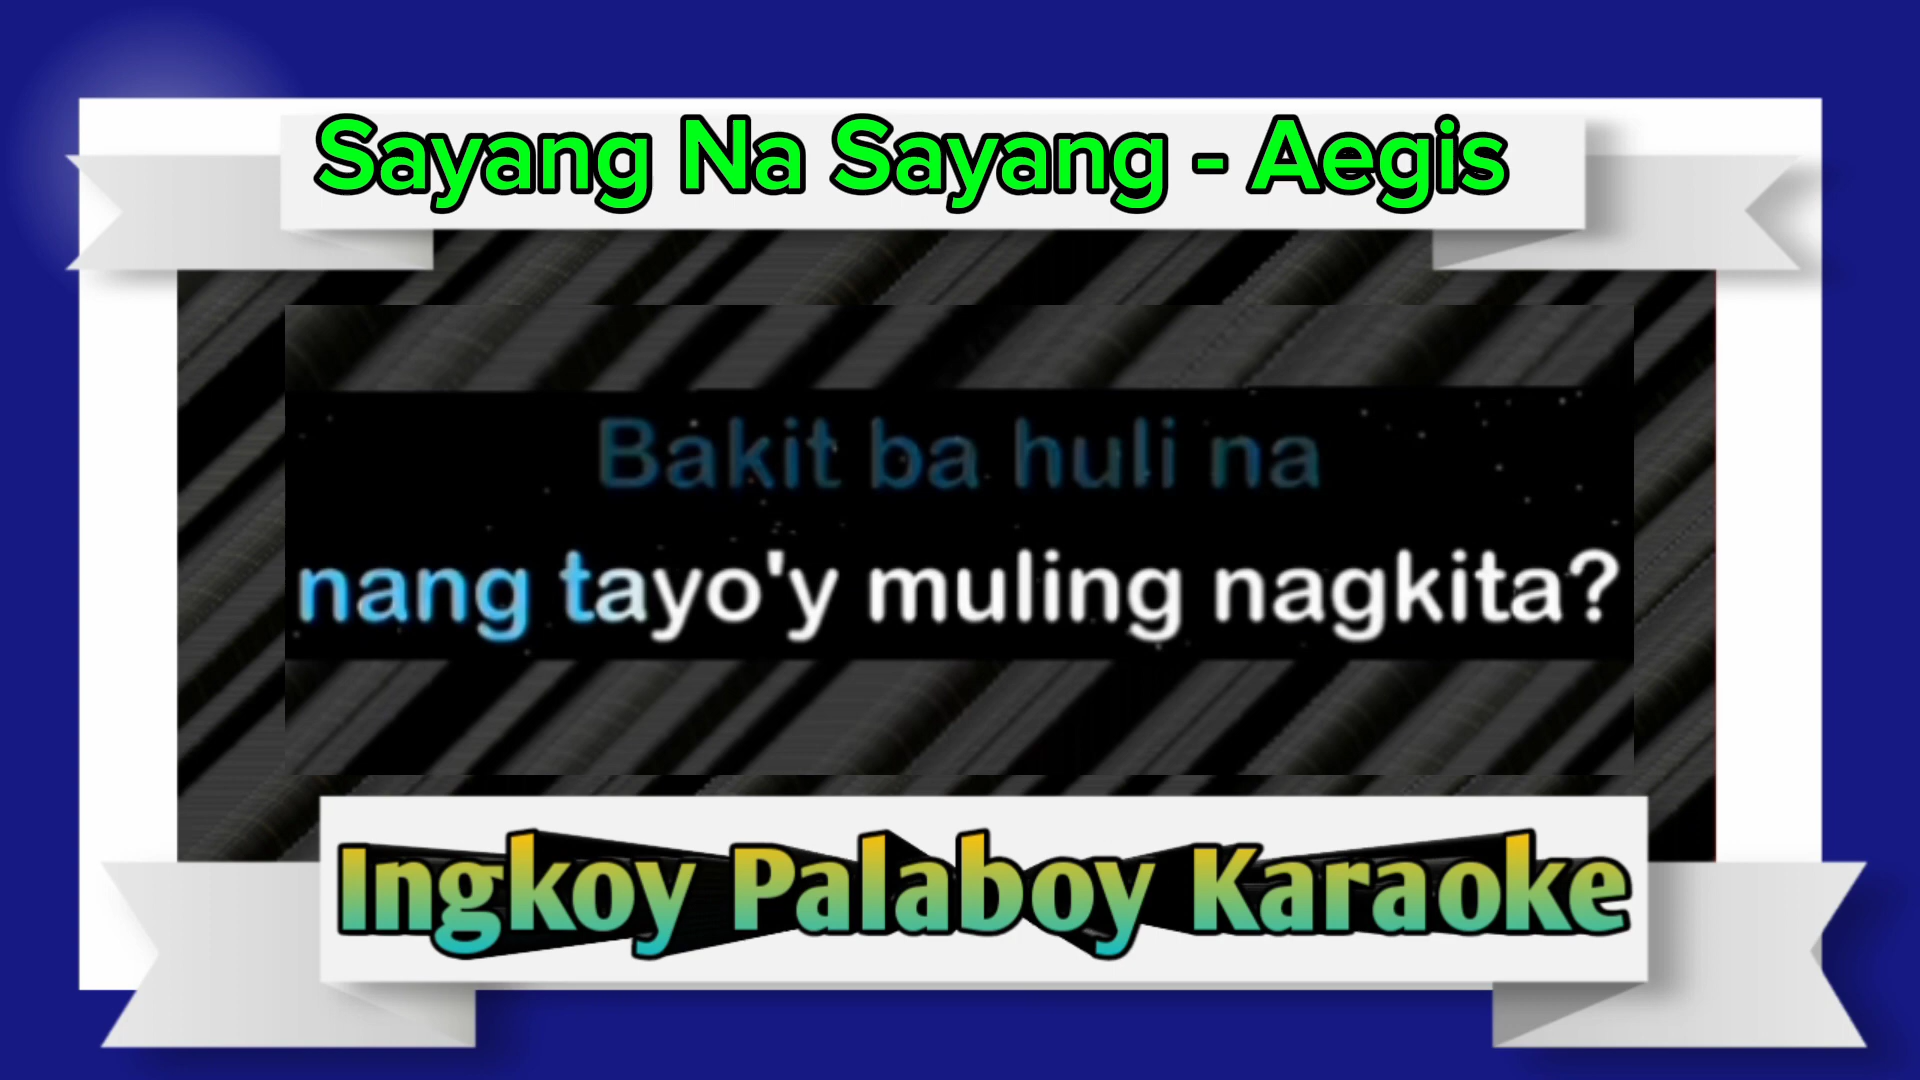 Sayang Na Sayang - Aegis
Bakit ba huli na
nang tayo'y muling nagkita?
Ingkoy Palaboy Karaoke